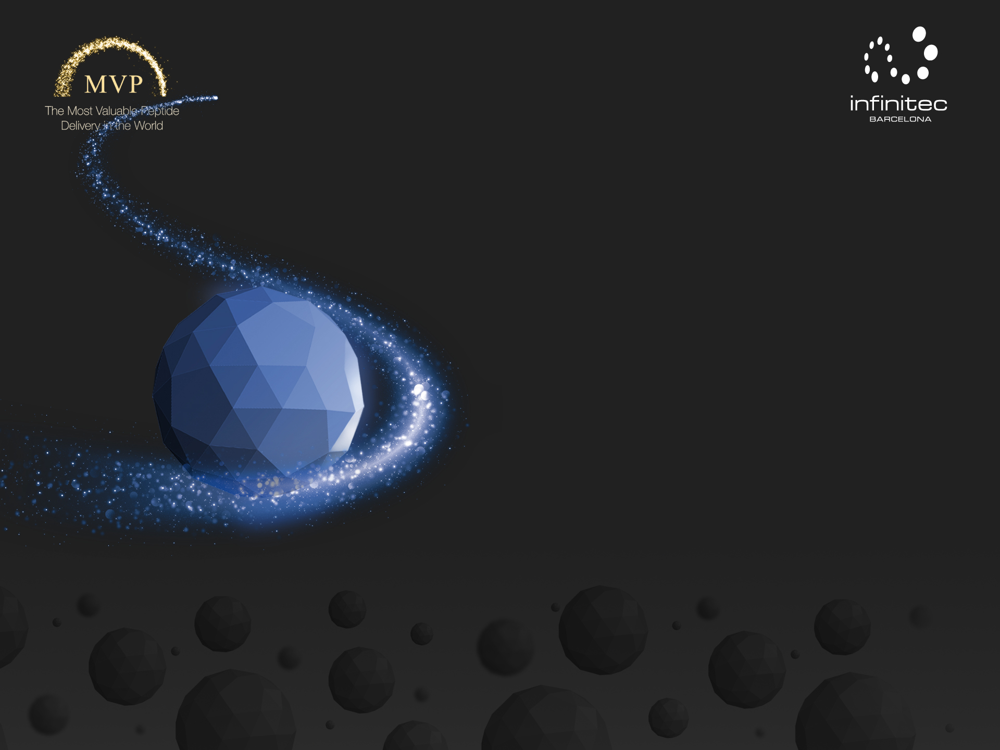 MVP
The Most Valuable Peptide
Delivery in the World
infinitec
BARCELONA